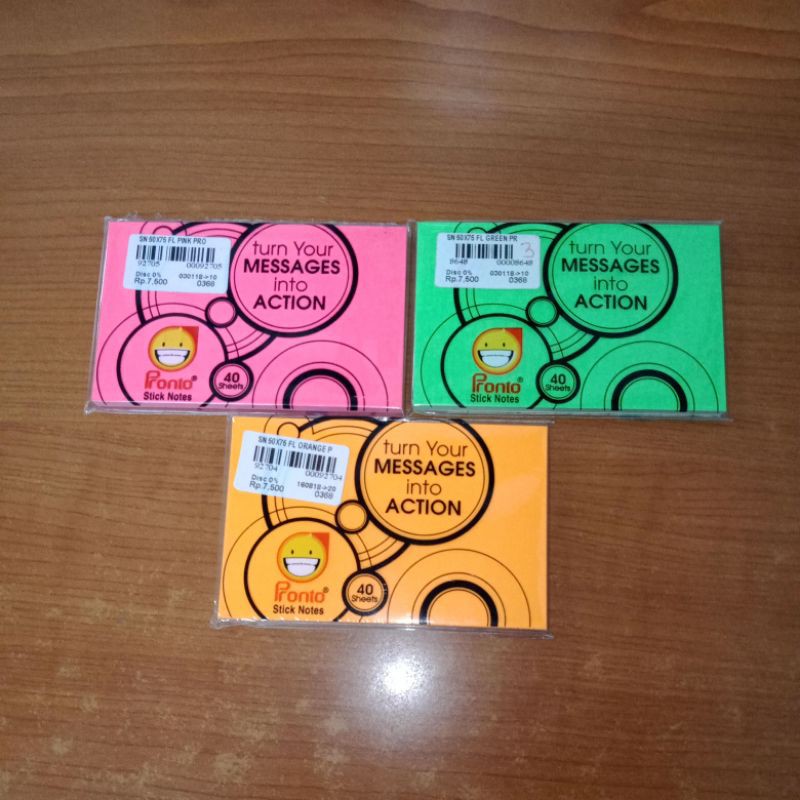 SN 50X75 FL PINK PRO
92705 00092705
Disc 0% 030118->10
Rp.7,500 0368
turn Your
MESSAGES
into
ACTION
Pronto®
Stick Notes
40
Sheets
SN 50X75 FL GREEN PR
3
8648 00008648
Disc 0% 030118->10
Rp.7,500 0368
turn Your
MESSAGES
into
ACTION
Pronto®
Stick Notes
40
Sheets
SN 50X75 FL ORANGE P
92704 00092704
Disc 0% 160818->20
Rp.7,500 0368
turn Your
MESSAGES
into
ACTION
Pronto®
Stick Notes
40
Sheets